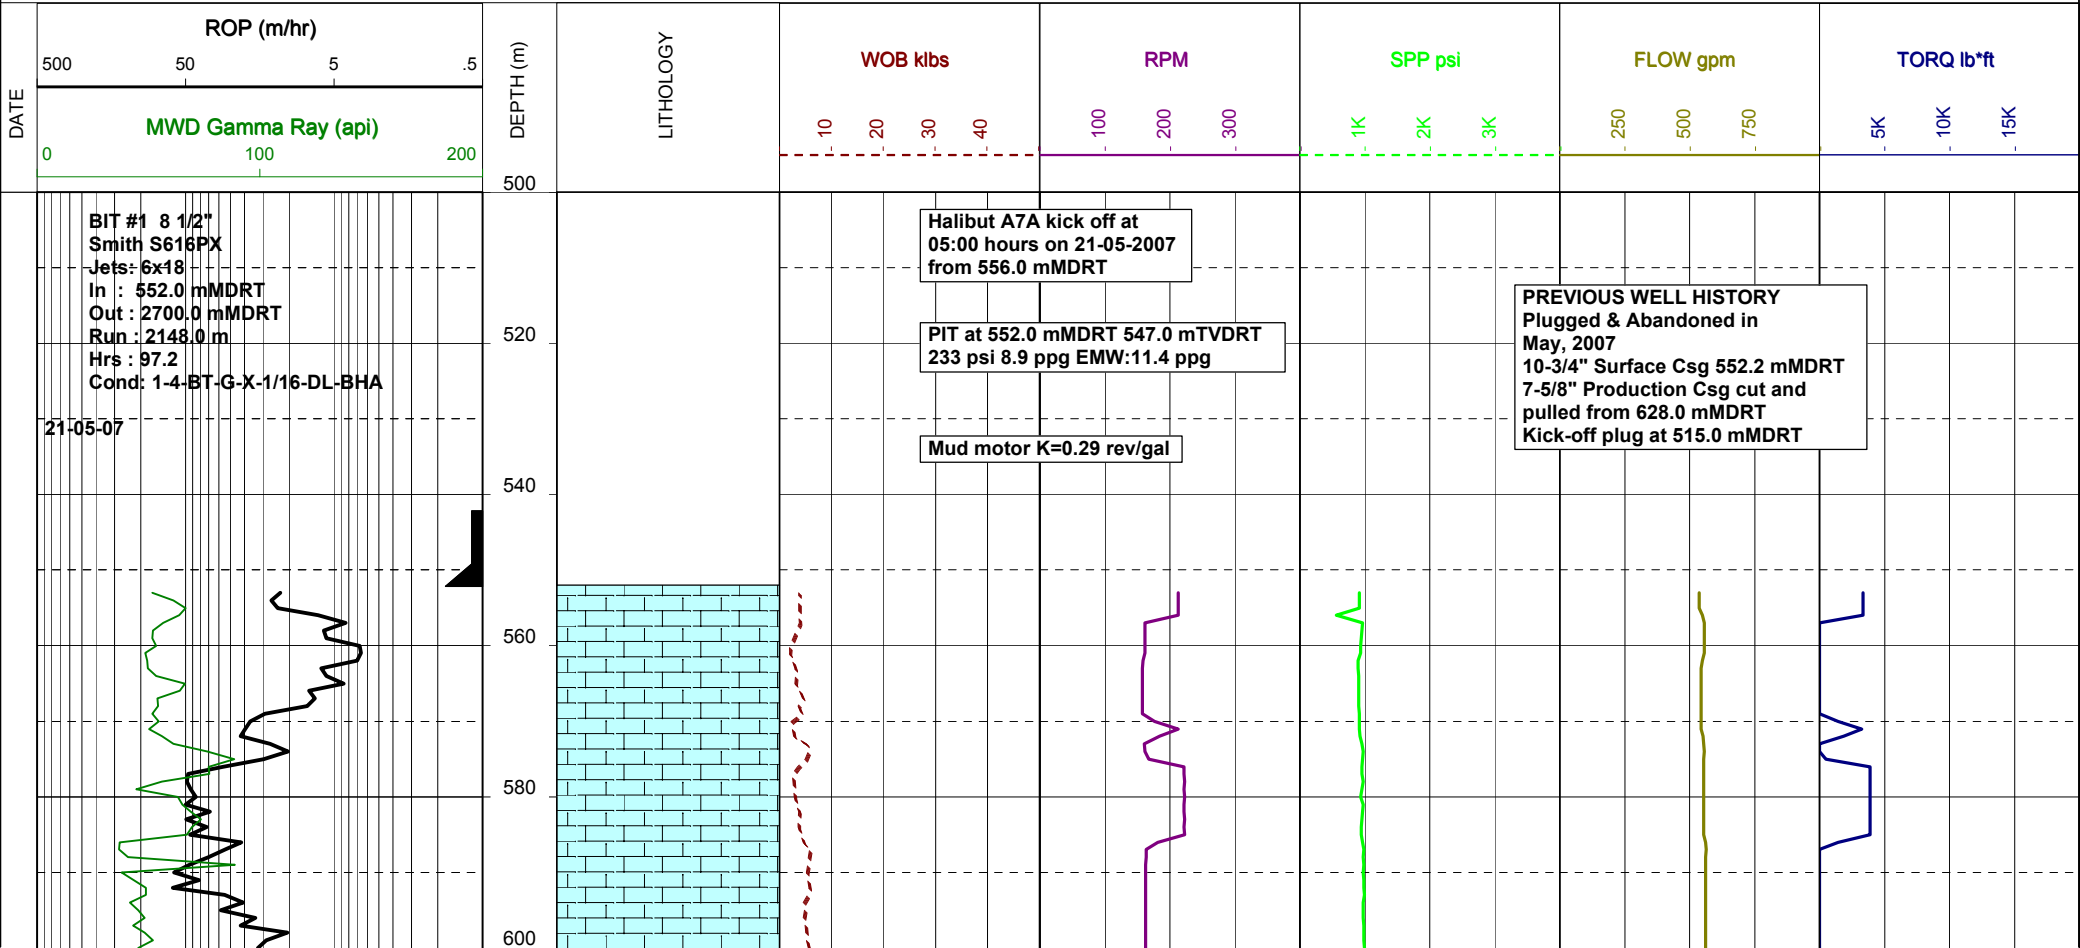 ROP (m/hr)
500 50 5 .5
MWD Gamma Ray (api)
0 100 200
DATE
DEPTH (m)
LITHOLOGY
WOB klbs
10 20 30 40
RPM
100 200 300
SPP psi
1K 2K 3K
FLOW gpm
250 500 750
TORQ lb*ft
5K 10K 15K
500
BIT #1 8 1/2"
Smith S616PX
Jets: 6x18
In : 552.0 mMDRT
Out : 2700.0 mMDRT
Run : 2148.0 m
Hrs : 97.2
Cond: 1-4-BT-G-X-1/16-DL-BHA
21-05-07
Halibut A7A kick off at
05:00 hours on 21-05-2007
from 556.0 mMDRT
PIT at 552.0 mMDRT 547.0 mTVDRT
233 psi 8.9 ppg EMW:11.4 ppg
Mud motor K=0.29 rev/gal
PREVIOUS WELL HISTORY
Plugged & Abandoned in
May, 2007
10-3/4" Surface Csg 552.2 mMDRT
7-5/8" Production Csg cut and
pulled from 628.0 mMDRT
Kick-off plug at 515.0 mMDRT
520
540
560
580
600